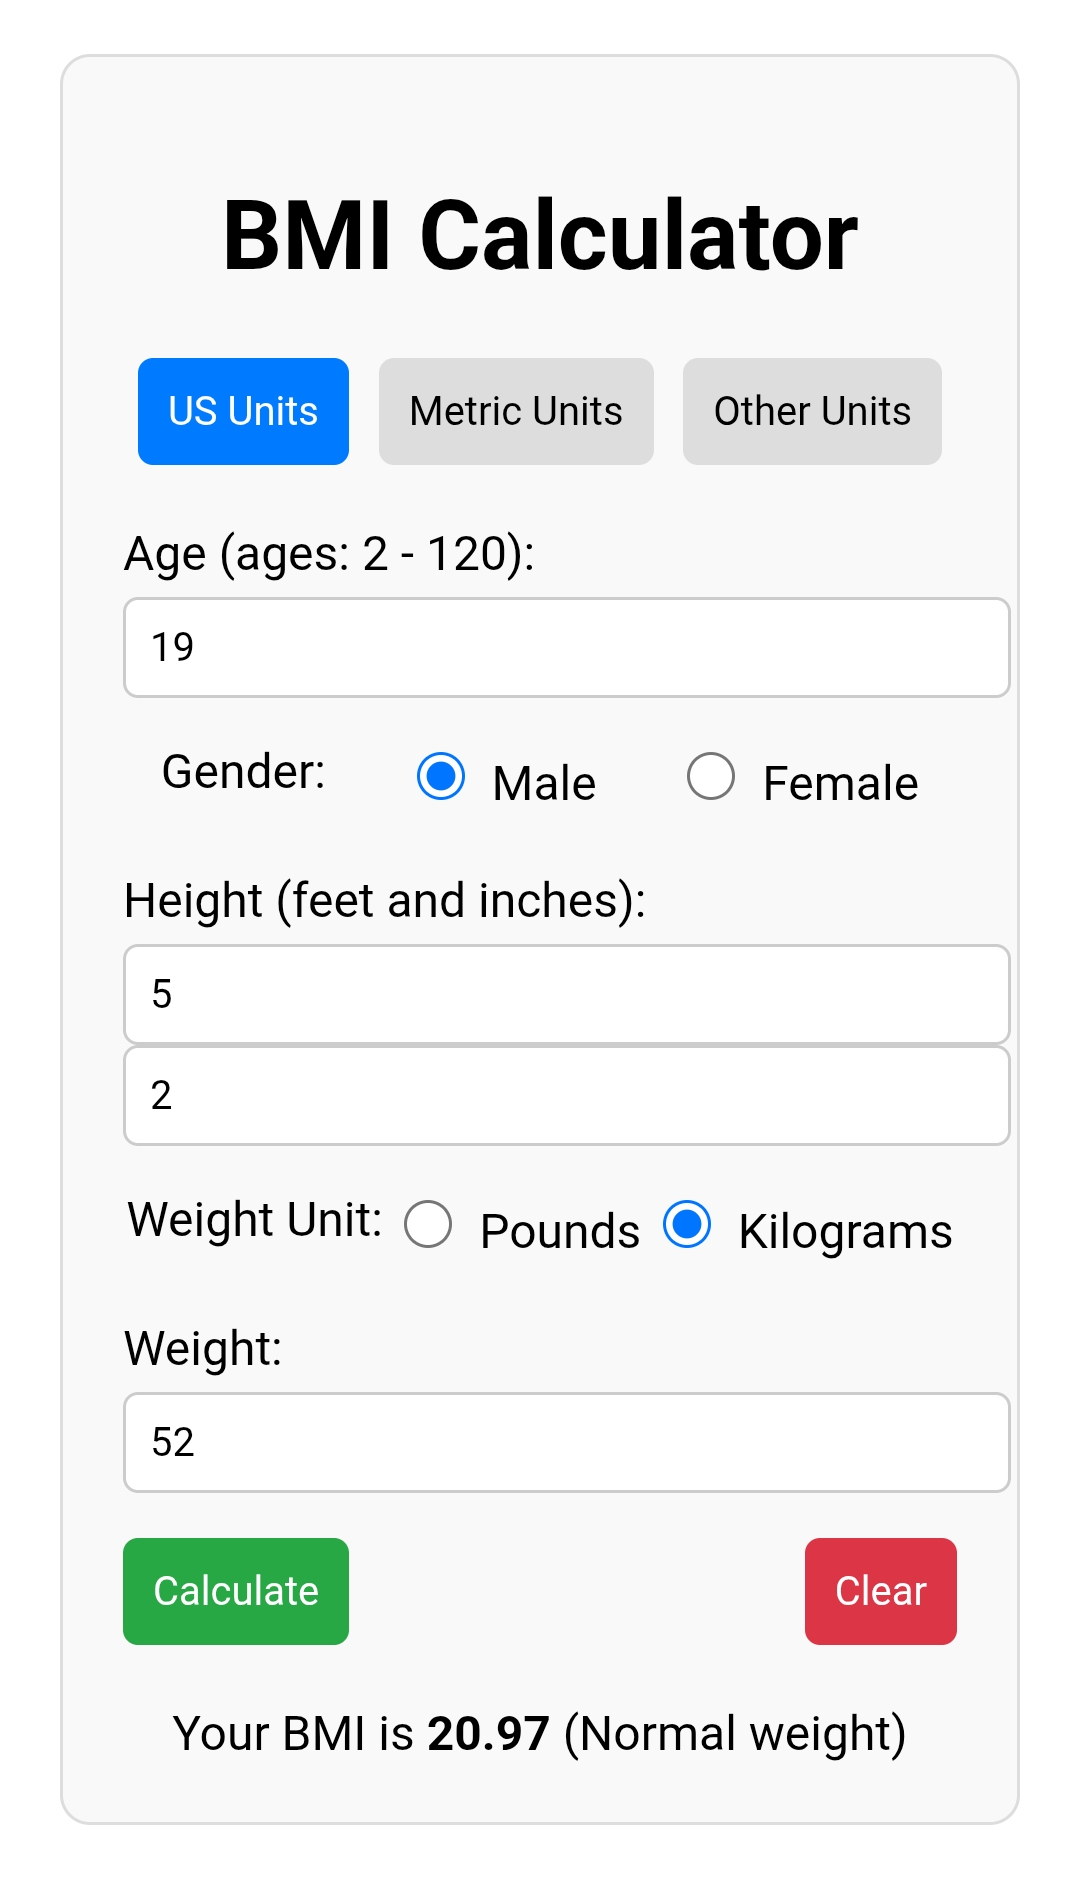 BMI Calculator
US Units Metric Units Other Units
Age (ages: 2 - 120):
19
Gender: Male Female
Height (feet and inches):
5
2
Weight Unit: Pounds Kilograms
Weight:
52
Calculate Clear
Your BMI is 20.97 (Normal weight)